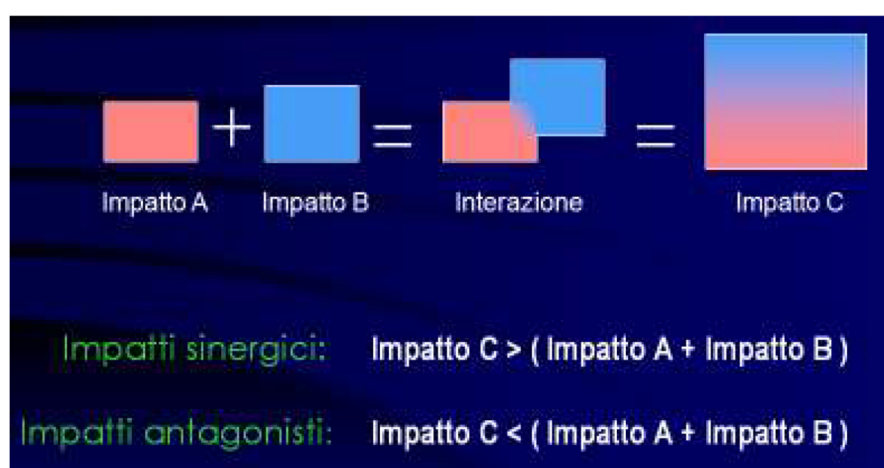 + = =
Impatto A Impatto B Interazione Impatto C
Impatti sinergici: Impatto C > ( Impatto A + Impatto B )
Impatti antagonisti: Impatto C < ( Impatto A + Impatto B )